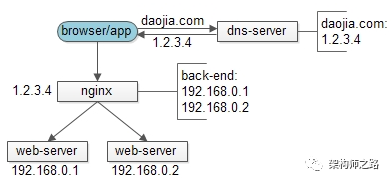 daojia.com
browser/app
1.2.3.4
dns-server
daojia.com:
1.2.3.4
1.2.3.4
nginx
back-end:
192.168.0.1
192.168.0.2
web-server
web-server
192.168.0.1
192.168.0.2
架构师之路